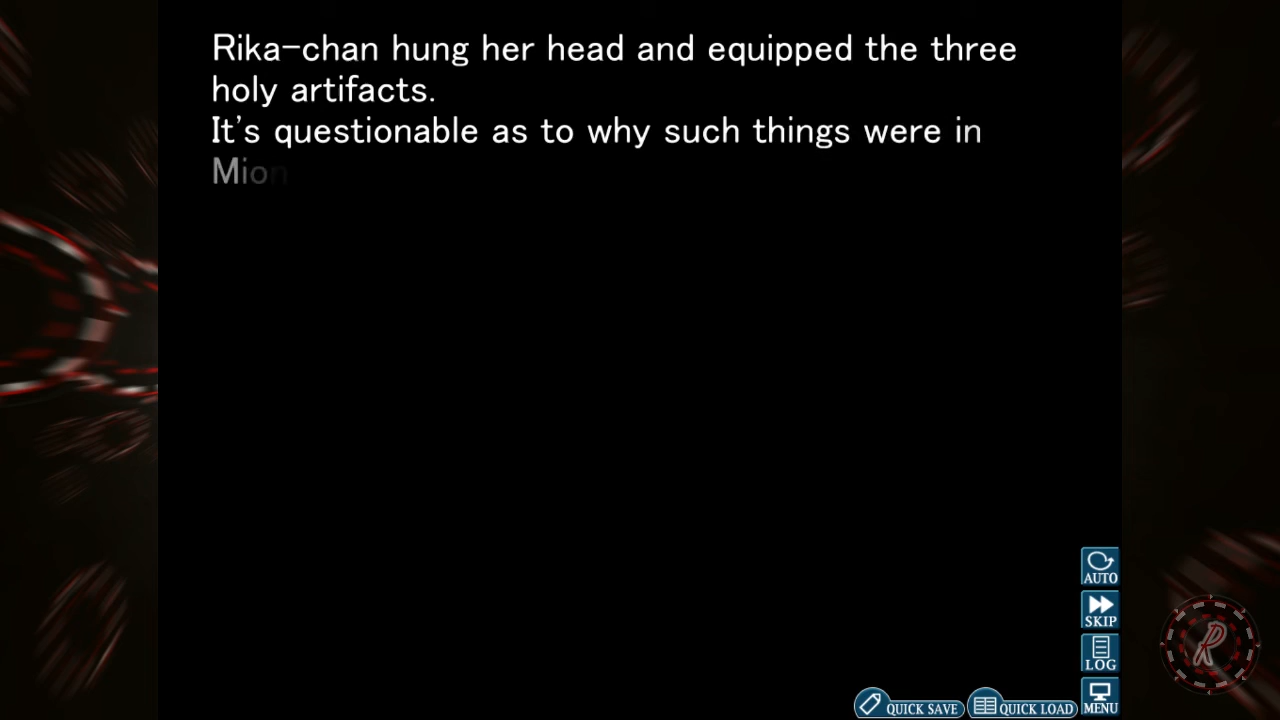 Rika-chan hung her head and equipped the three
holy artifacts.
It's questionable as to why such things were in
Mion
AUTO
SKIP
LOG
MENU
QUICK SAVE
QUICK LOAD
R